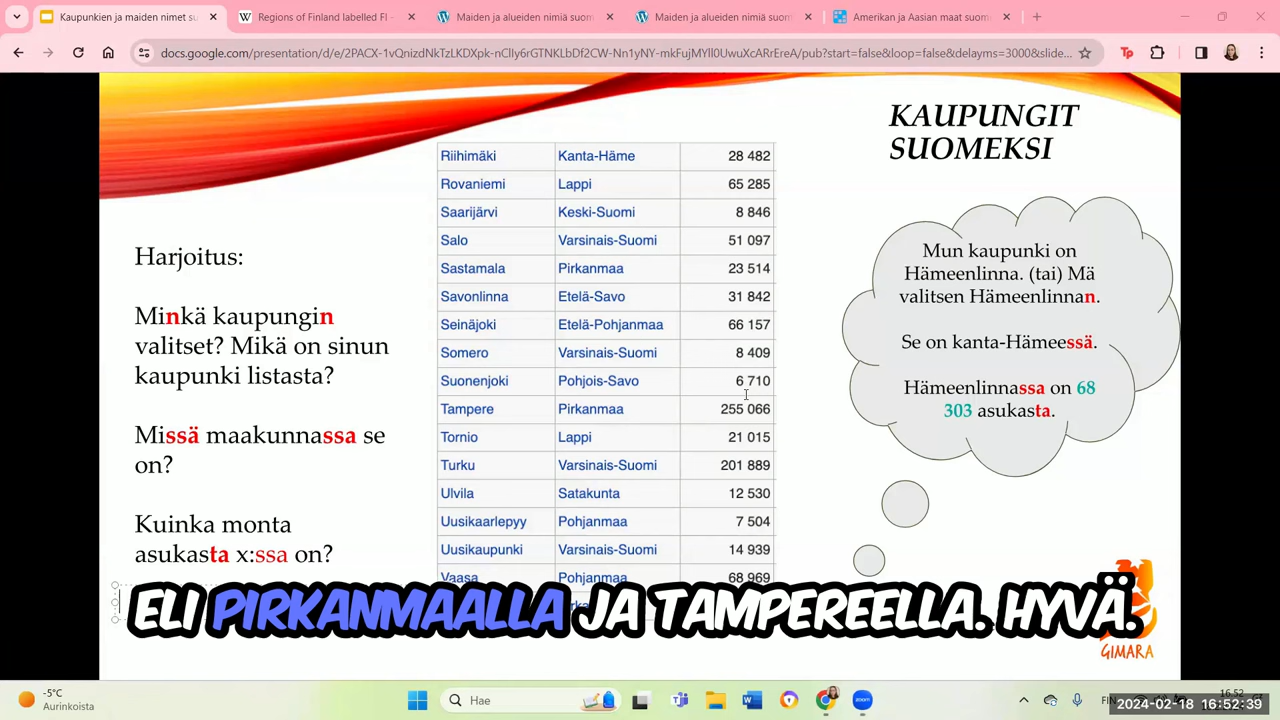 Kaupunkien ja maiden nimet su
Regions of Finland labelled FI –
Maiden ja alueiden nimiä suom
Maiden ja alueiden nimiä suom
Amerikan ja Aasian maat suom
docs.google.com/presentation/d/e/2PACX-1vQnizdNkTzLKDXpk-nClly6rGTNKLbDf2CW-Nn1yNY-mkFujMYll0UwuXcARrEreA/pub?start=false&loop=false&delayms=3000&slide...
KAUPUNGIT
SUOMEKSI
Harjoitus:
Minkä kaupungin
valitset? Mikä on sinun
kaupunki listasta?
Missä maakunnassa se
on?
Kuinka monta
asukasta x:ssa on?
Riihimäki Kanta-Häme 28 482
Rovaniemi Lappi 65 285
Saarijärvi Keski-Suomi 8 846
Salo Varsinais-Suomi 51 097
Sastamala Pirkanmaa 23 514
Savonlinna Etelä-Savo 31 842
Seinäjoki Etelä-Pohjanmaa 66 157
Somero Varsinais-Suomi 8 409
Suonenjoki Pohjois-Savo 6 710
Tampere Pirkanmaa 255 066
Tornio Lappi 21 015
Turku Varsinais-Suomi 201 889
Ulvila Satakunta 12 530
Uusikaarlepyy Pohjanmaa 7 504
Uusikaupunki Varsinais-Suomi 14 939
Vaasa Pohjanmaa 68 969
Mun kaupunki on
Hämeenlinna. (tai) Mä
valitsen Hämeenlinnan.
Se on kanta-Hämeessä.
Hämeenlinnassa on 68
303 asukasta.
ELI PIRKANMAALLA JA TAMPEREELLA. HYVÄ.
GIMARA
-5°C
Aurinkoista
Hae
zoom
FIN
16.52
2024-02-18 16:52:39